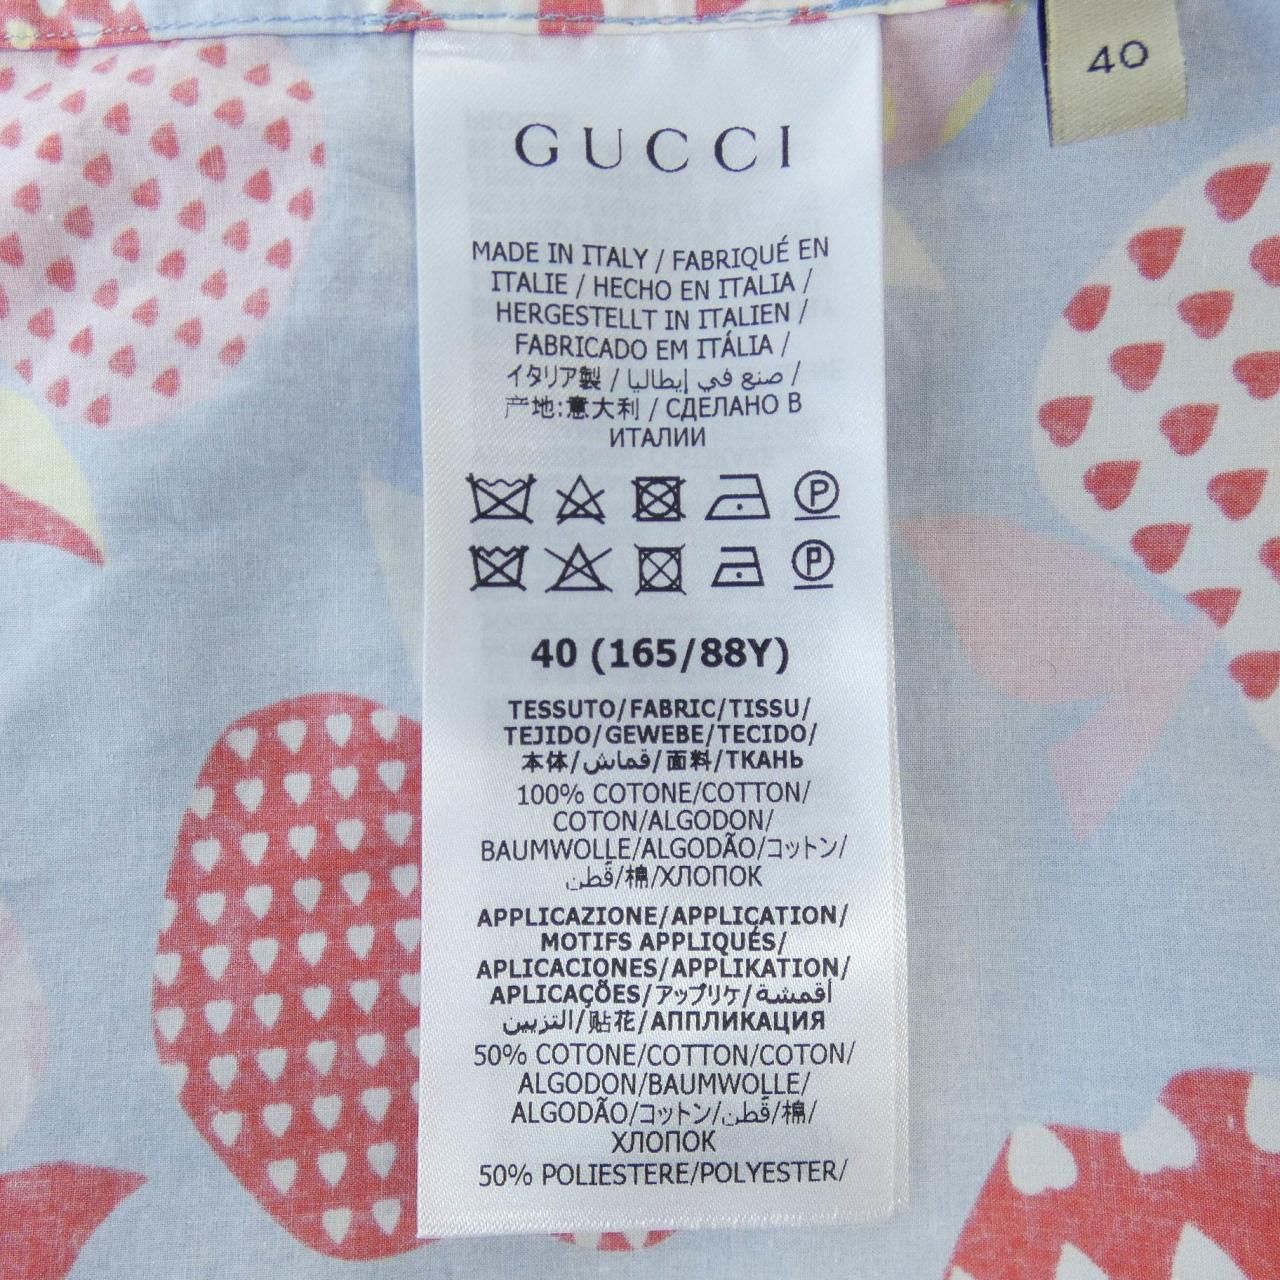 40
GUCCI
MADE IN ITALY / FABRIQUÉ EN
ITALIE / HECHO EN ITALIA /
HERGESTELLT IN ITALIEN /
FABRICADO EM ITÁLIA /
イタリア製 / صنع في إيطاليا /
产地:意大利 / СДЕЛАНО В
ИТАЛИИ
P
P
40 (165/88Y)
TESSUTO/FABRIC/TISSU/
TEJIDO/GEWEBE/TECIDO/
本体/قماش/面料/ТКАНЬ
100% COTONE/COTTON/
COTON/ALGODON/
BAUMWOLLE/ALGODÃO/コットン/
قُطن/棉/ХЛОПОК
APPLICAZIONE/APPLICATION/
MOTIFS APPLIQUÉS/
APLICACIONES/APPLIKATION/
APLICAÇÕES/アップリケ/أقمشة
التزيين/贴花/АППЛИКАЦИЯ
50% COTONE/COTTON/COTON/
ALGODON/BAUMWOLLE/
ALGODÃO/コットン/قُطن/棉/
ХЛОПОК
50% POLIESTERE/POLYESTER/